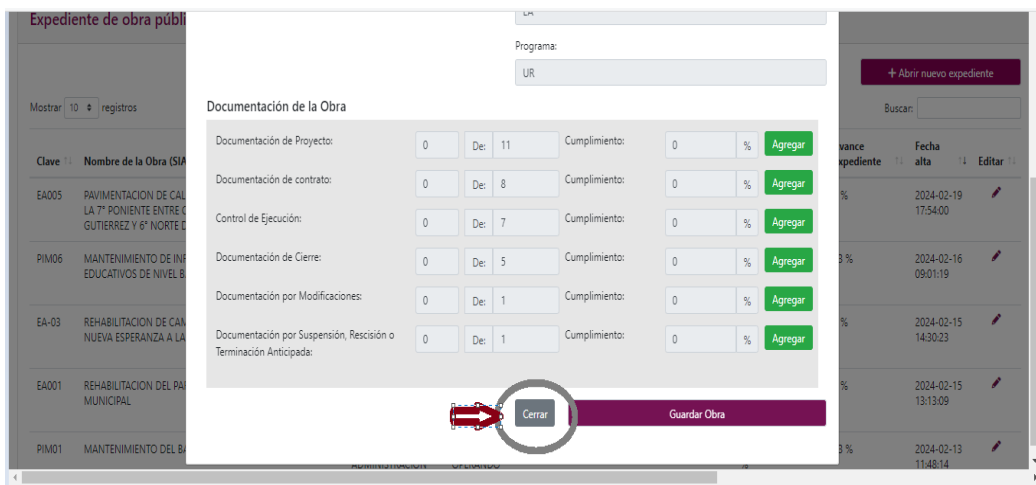 Expediente de obra públi
LA
Programa:
UR
+ Abrir nuevo expediente
Mostrar 10 registros
Buscar:
Documentación de la Obra
Documentación de Proyecto: 0 De: 11 Cumplimiento: 0 % Agregar
Documentación de contrato: 0 De: 8 Cumplimiento: 0 % Agregar
Control de Ejecución: 0 De: 7 Cumplimiento: 0 % Agregar
Documentación de Cierre: 0 De: 5 Cumplimiento: 0 % Agregar
Documentación por Modificaciones: 0 De: 1 Cumplimiento: 0 % Agregar
Documentación por Suspensión, Rescisión o
Terminación Anticipada: 0 De: 1 Cumplimiento: 0 % Agregar
Cerrar Guardar Obra
Clave Nombre de la Obra (SIA vance
xpediente Fecha
alta Editar
EA005 PAVIMENTACION DE CAL % 2024-02-19
LA 7° PONIENTE ENTRE C 17:54:00
GUTIERREZ Y 6° NORTE D
PIM06 MANTENIMIENTO DE INF 3 % 2024-02-16
EDUCATIVOS DE NIVEL B 09:01:19
EA-03 REHABILITACION DE CAM % 2024-02-15
NUEVA ESPERANZA A LA 14:30:23
EA001 REHABILITACION DEL PA % 2024-02-15
MUNICIPAL 13:13:09
PIM01 MANTENIMIENTO DEL BA 3 % 2024-02-13
ADMINISTRACION OPERANDO % 11:48:14